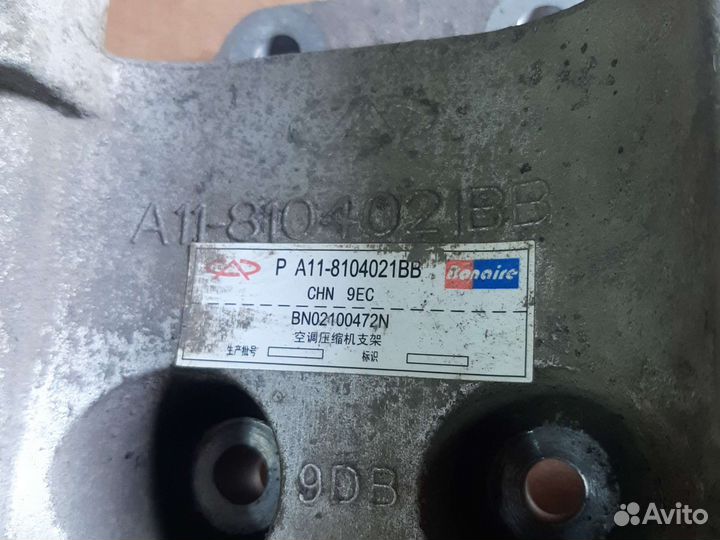 A11-8104021BB
P A11-8104021BB Bonaire
CHN 9EC
BN02100472N
空调压缩机支架
生产批号 标识
9DB
Avito